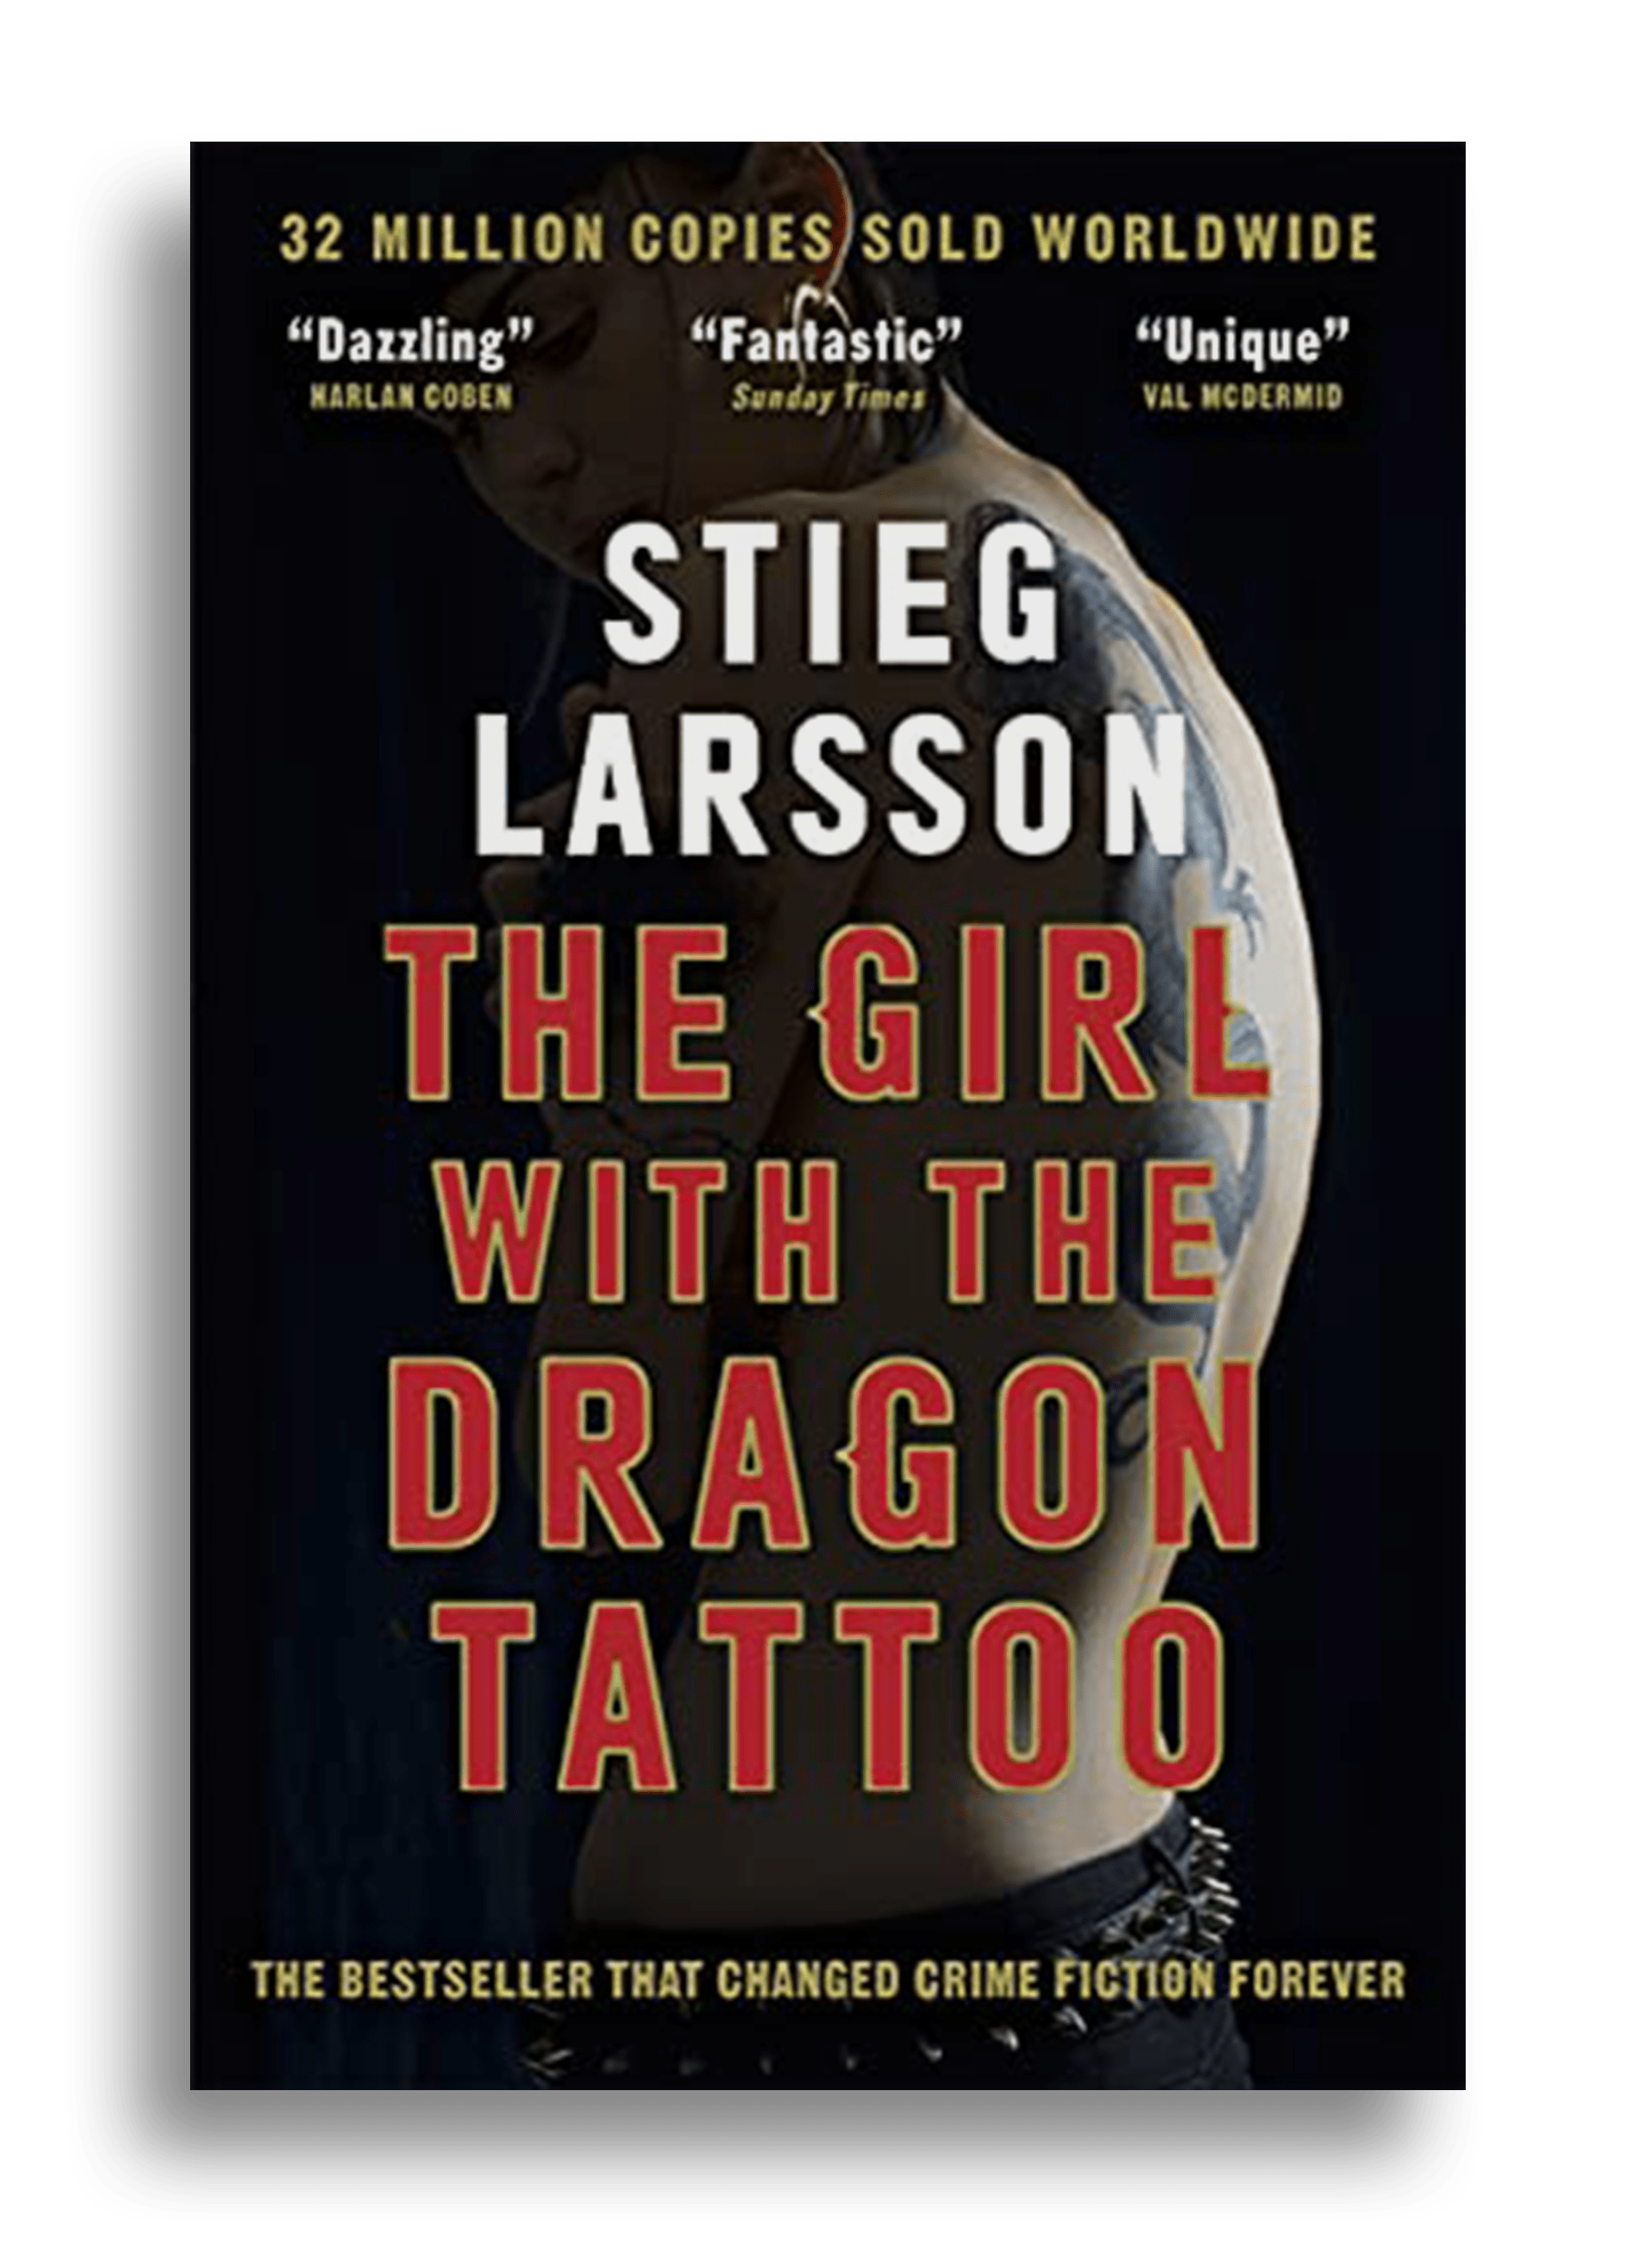 32 MILLION COPIES SOLD WORLDWIDE
“Dazzling” “Fantastic” “Unique”
HARLAN COBEN Sunday Times VAL MCDERMID
STIEG
LARSSON
THE GIRL
WITH THE
DRAGON
TATTOO
THE BESTSELLER THAT CHANGED CRIME FICTION FOREVER